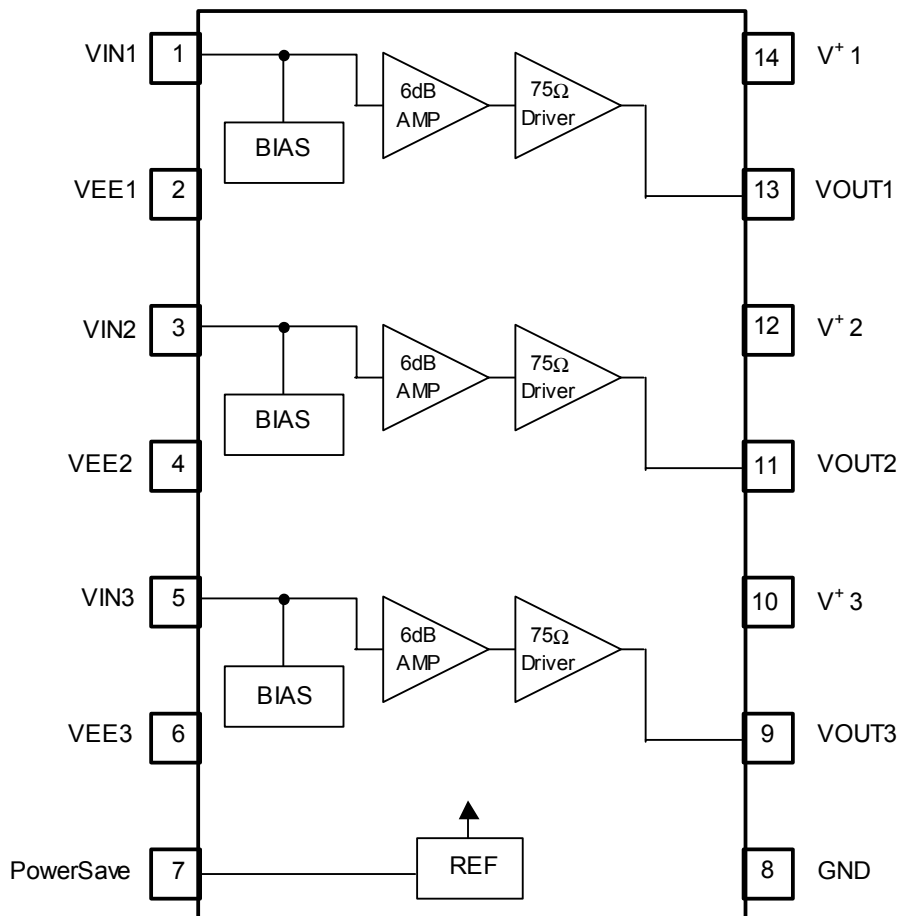 VIN1 1
14 V+ 1
6dB
AMP
75Ω
Driver
BIAS
VEE1 2
13 VOUT1
VIN2 3
12 V+ 2
6dB
AMP
75Ω
Driver
BIAS
VEE2 4
11 VOUT2
VIN3 5
10 V+ 3
6dB
AMP
75Ω
Driver
BIAS
VEE3 6
9 VOUT3
PowerSave 7
REF
8 GND